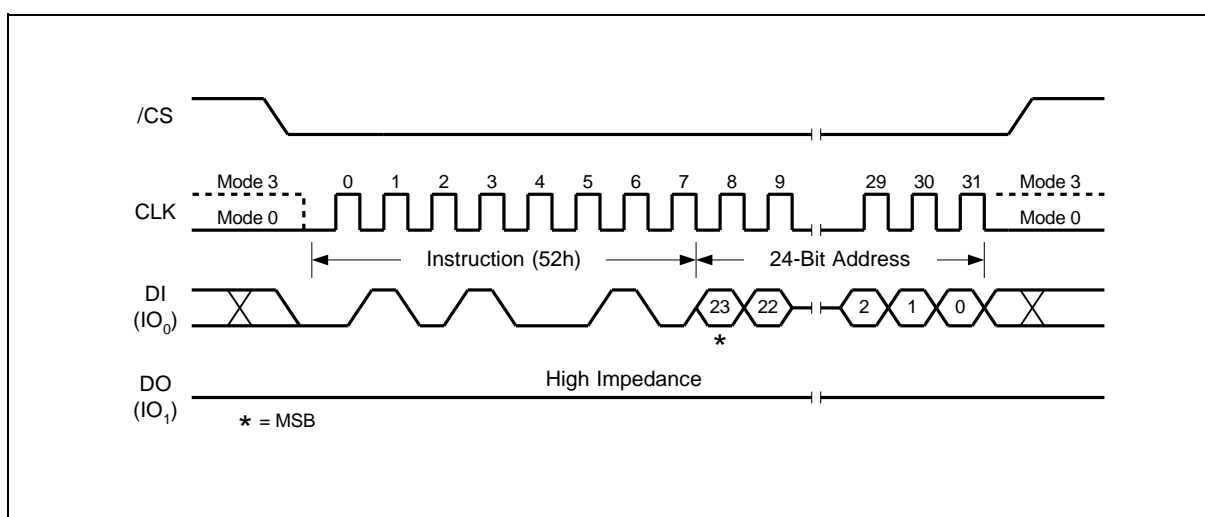 /CS
Mode 3 0 1 2 3 4 5 6 7 8 9 29 30 31 Mode 3
CLK Mode 0 Mode 0
Instruction (52h) 24-Bit Address
DI
(IO0) 23 22 2 1 0
*
High Impedance
DO
(IO1)
* = MSB